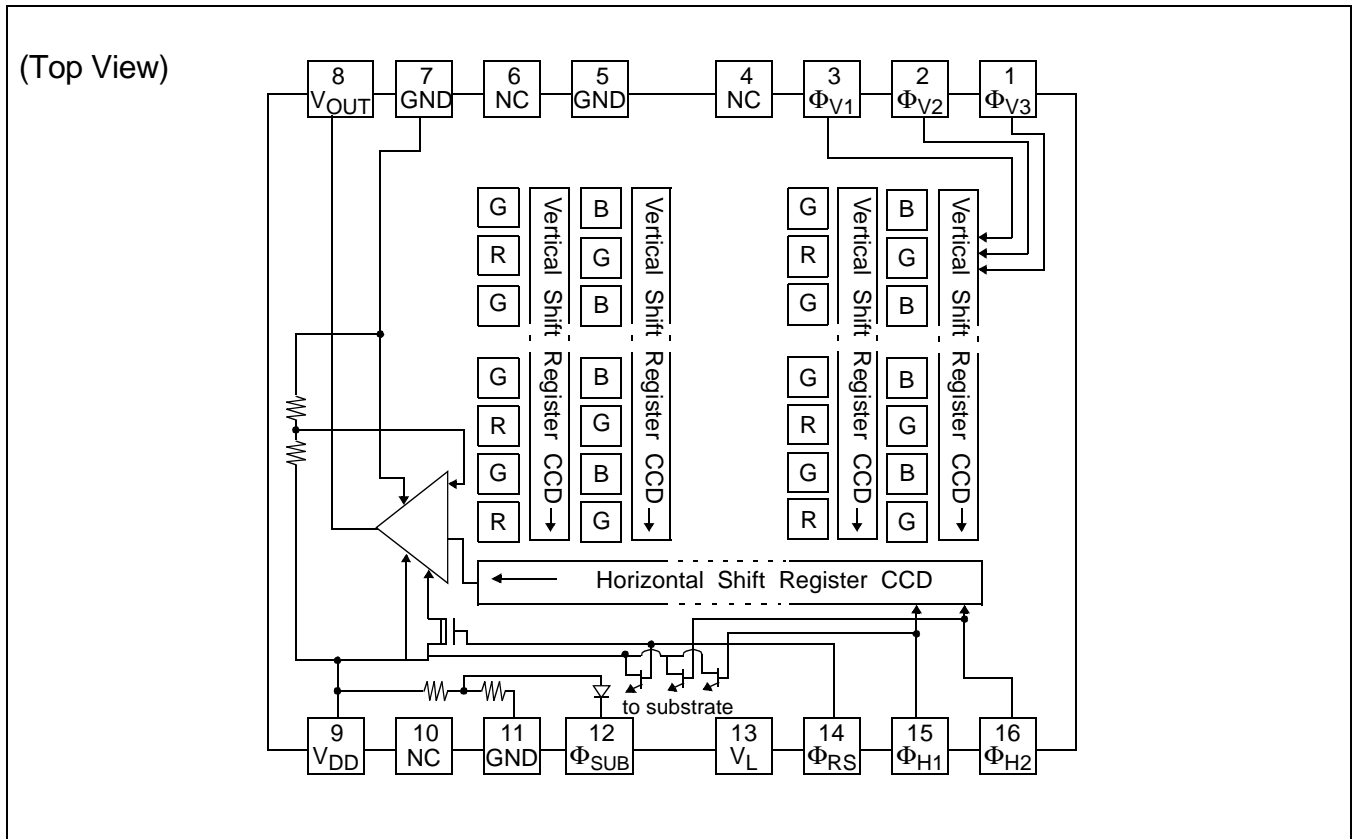 (Top View)
8 7 6 5 4 3 2 1
VOUT GND NC GND NC ΦV1 ΦV2 ΦV3
G B G B
R G R G
G B G B
G B G B
R G R G
G B G B
R G R G
Vertical Shift Register CCD
Vertical Shift Register CCD
Vertical Shift Register CCD
Vertical Shift Register CCD
Horizontal Shift Register CCD
to substrate
9 10 11 12 13 14 15 16
VDD NC GND ΦSUB VL ΦRS ΦH1 ΦH2